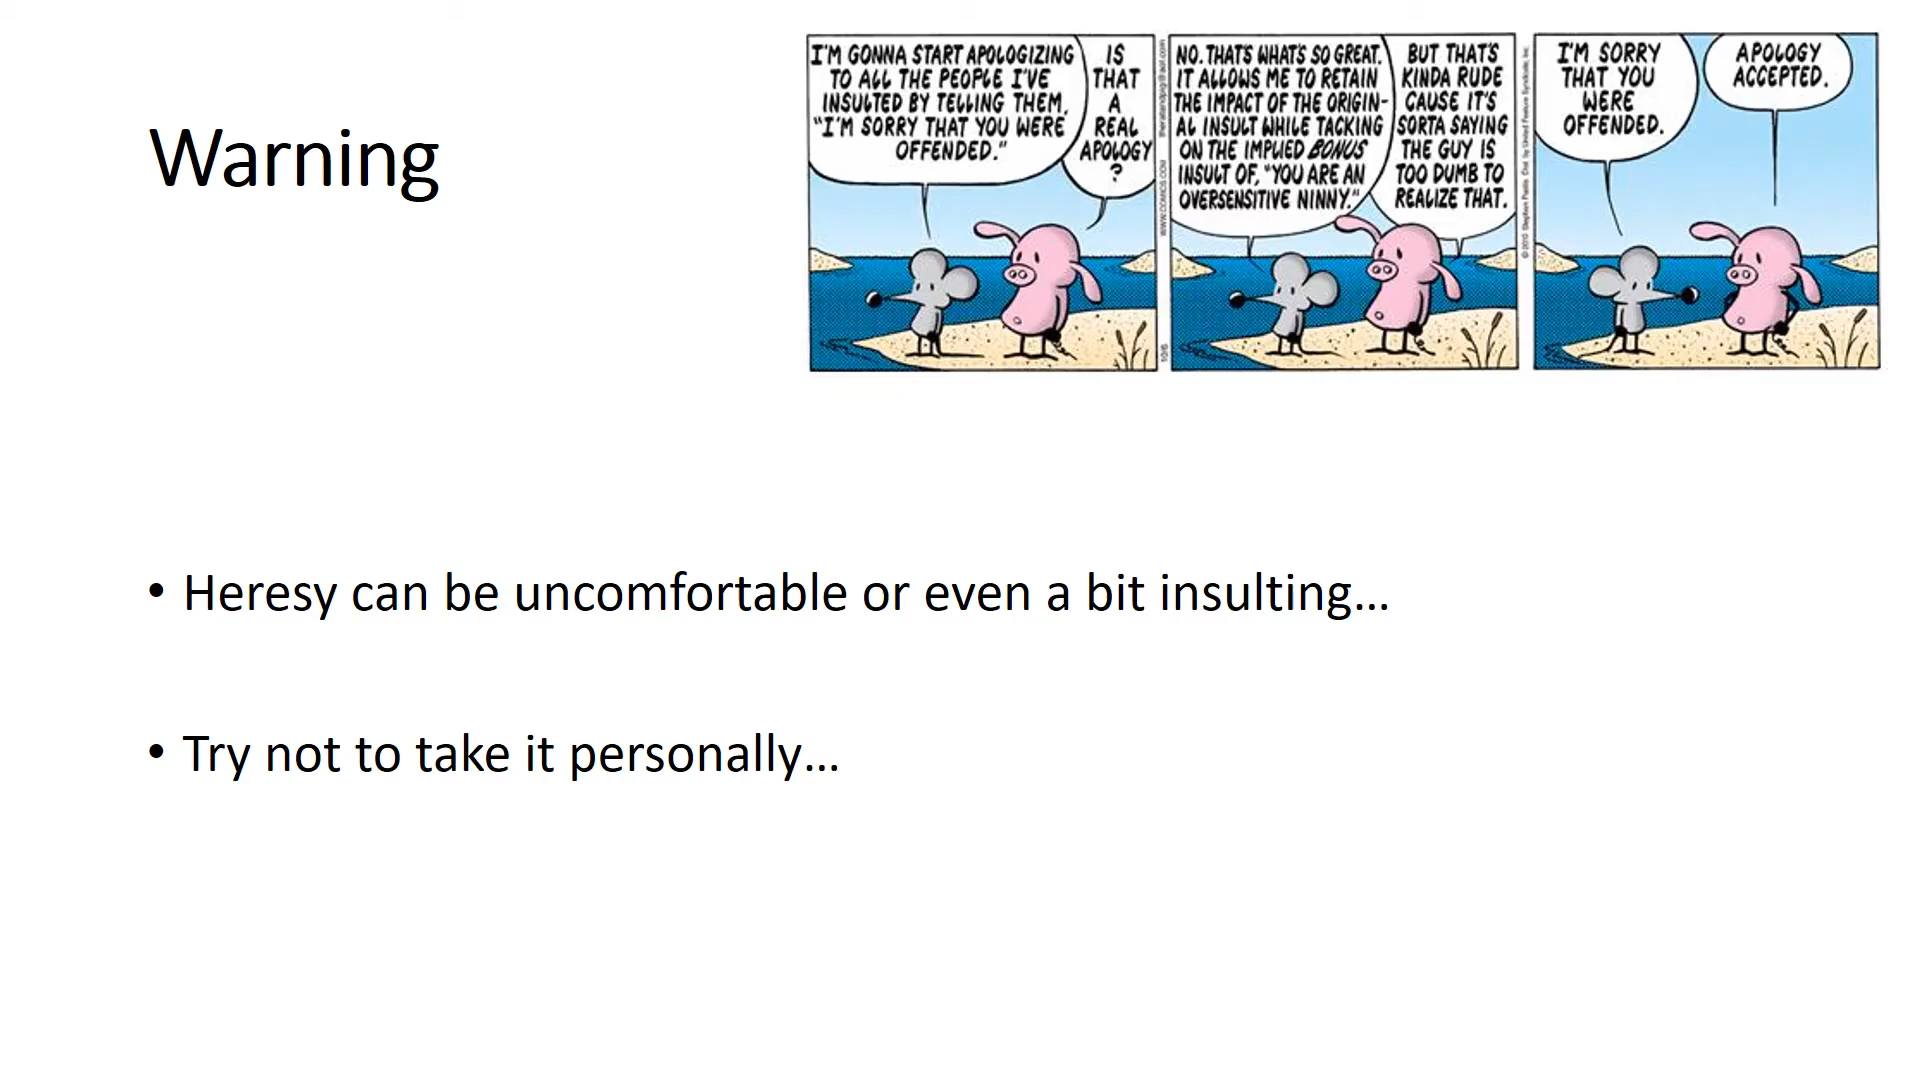 Warning
I'M GONNA START APOLOGIZING
TO ALL THE PEOPLE I'VE
INSULTED BY TELLING THEM,
"I'M SORRY THAT YOU WERE
OFFENDED."
IS
THAT
A
REAL
APOLOGY
?
NO. THAT'S WHAT'S SO GREAT.
IT ALLOWS ME TO RETAIN
THE IMPACT OF THE ORIGIN-
AL INSULT WHILE TACKING
ON THE IMPLIED BONUS
INSULT OF, "YOU ARE AN
OVERSENSITIVE NINNY."
BUT THAT'S
KINDA RUDE
CAUSE IT'S
SORTA SAYING
THE GUY IS
TOO DUMB TO
REALIZE THAT.
I'M SORRY
THAT YOU
WERE
OFFENDED.
APOLOGY
ACCEPTED.
10/6
• Heresy can be uncomfortable or even a bit insulting…
• Try not to take it personally…